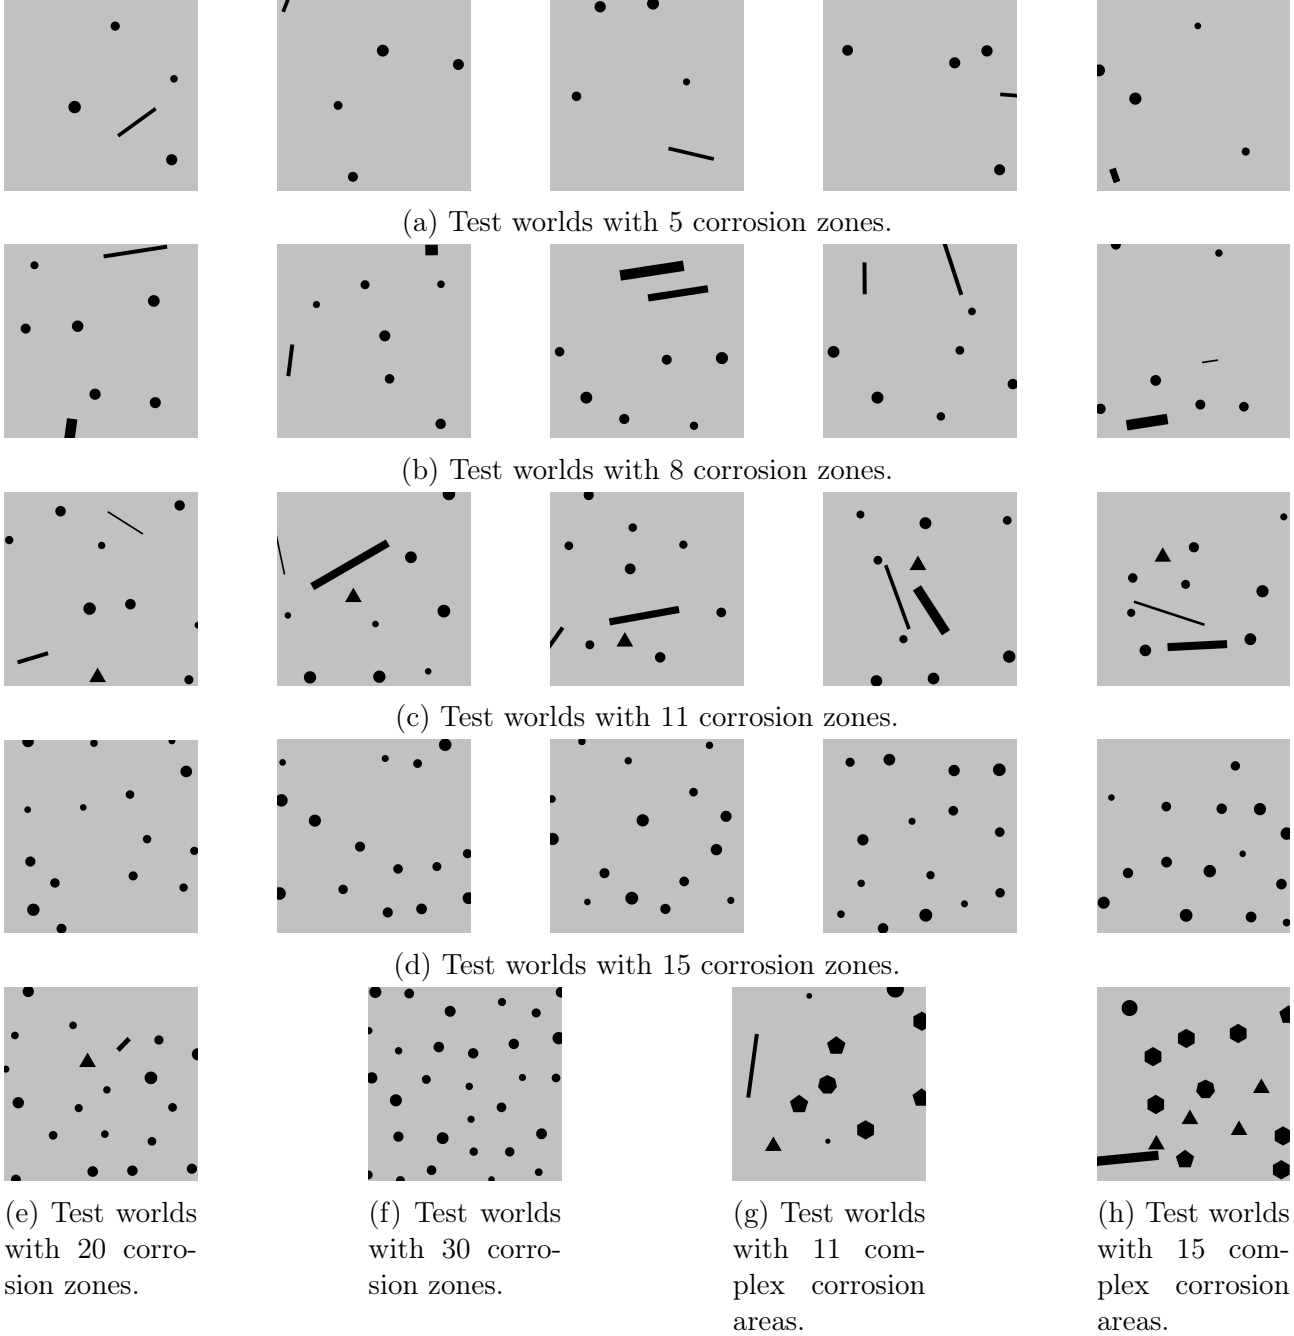 (a) Test worlds with 5 corrosion zones.
(b) Test worlds with 8 corrosion zones.
(c) Test worlds with 11 corrosion zones.
(d) Test worlds with 15 corrosion zones.
(e) Test worlds
with 20 corro-
sion zones.
(f) Test worlds
with 30 corro-
sion zones.
(g) Test worlds
with 11 com-
plex corrosion
areas.
(h) Test worlds
with 15 com-
plex corrosion
areas.